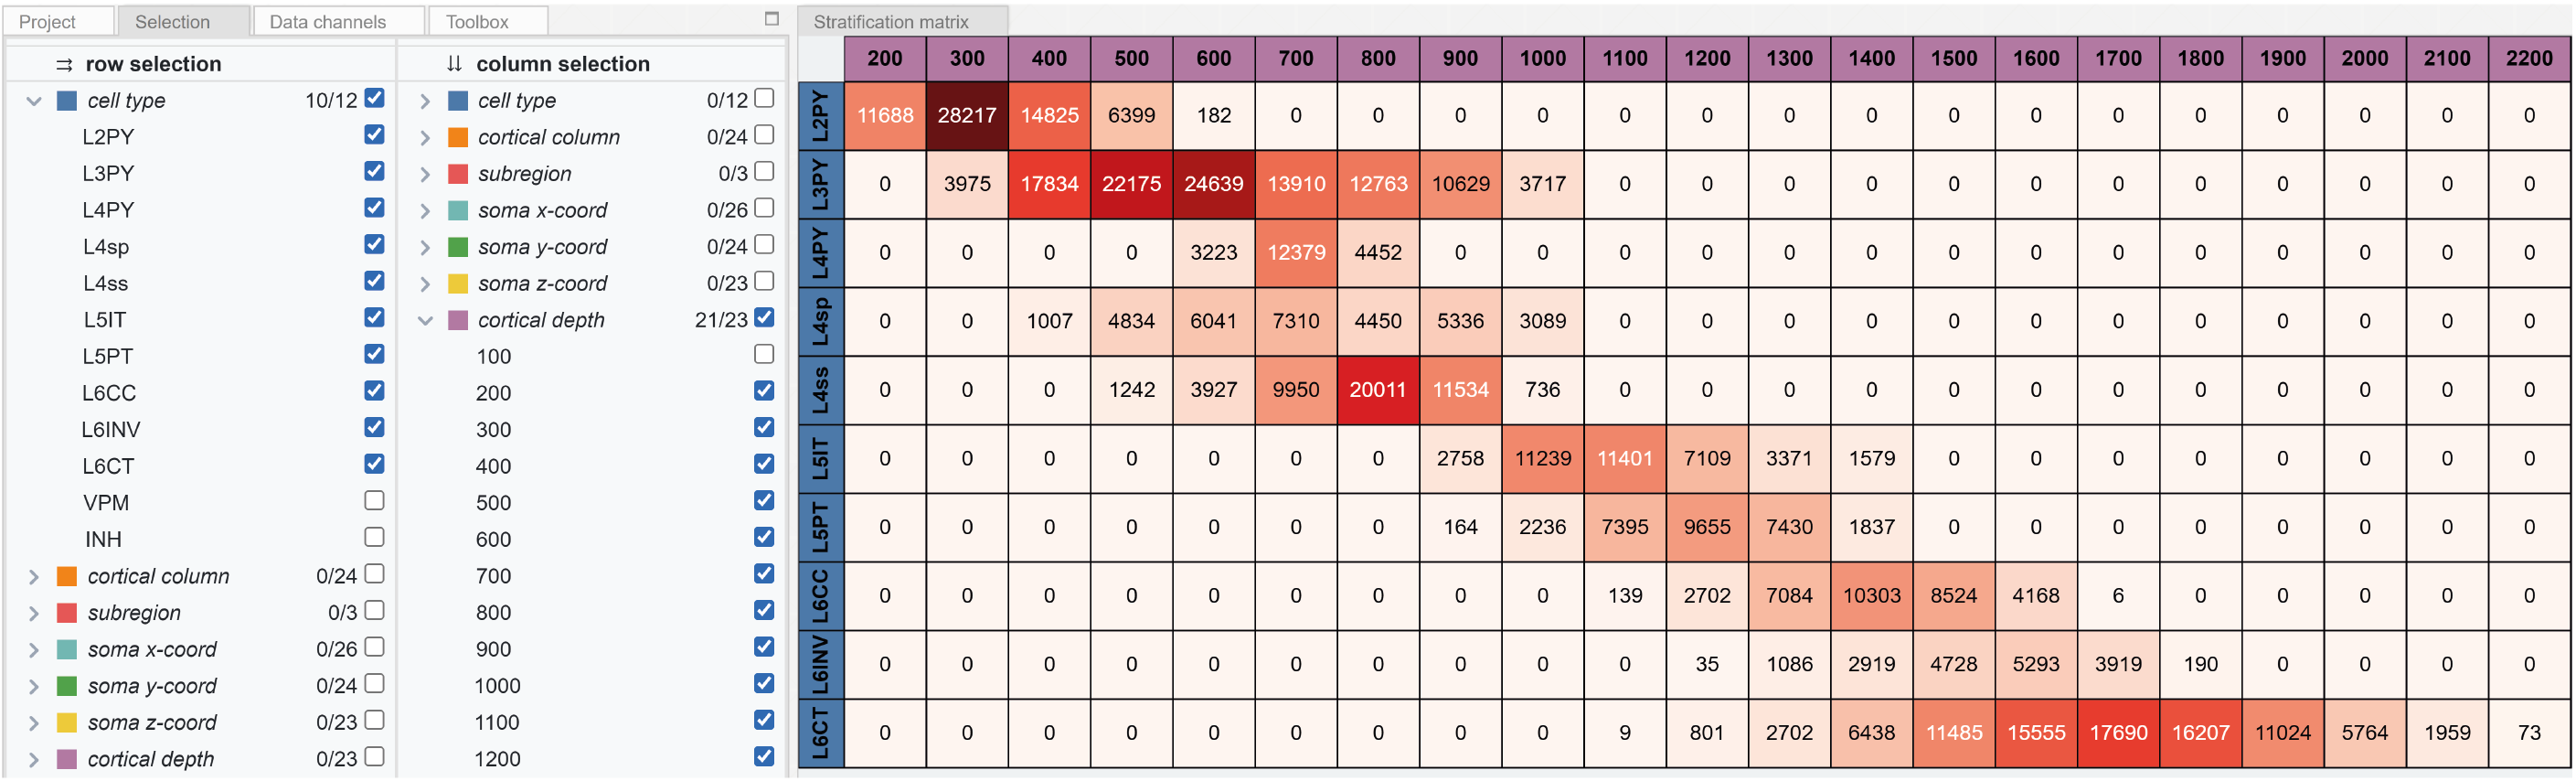 Project Selection Data channels Toolbox
row selection
cell type 10/12
L2PY
L3PY
L4PY
L4sp
L4ss
L5IT
L5PT
L6CC
L6INV
L6CT
VPM
INH
cortical column 0/24
subregion 0/3
soma x-coord 0/26
soma y-coord 0/24
soma z-coord 0/23
cortical depth 0/23
column selection
cell type 0/12
cortical column 0/24
subregion 0/3
soma x-coord 0/26
soma y-coord 0/24
soma z-coord 0/23
cortical depth 21/23
100
200
300
400
500
600
700
800
900
1000
1100
1200
Stratification matrix
200 300 400 500 600 700 800 900 1000 1100 1200 1300 1400 1500 1600 1700 1800 1900 2000 2100 2200
L2PY 11688 28217 14825 6399 182 0 0 0 0 0 0 0 0 0 0 0 0 0 0 0 0
L3PY 0 3975 17834 22175 24639 13910 12763 10629 3717 0 0 0 0 0 0 0 0 0 0 0 0
L4PY 0 0 0 0 3223 12379 4452 0 0 0 0 0 0 0 0 0 0 0 0 0 0
L4sp 0 0 1007 4834 6041 7310 4450 5336 3089 0 0 0 0 0 0 0 0 0 0 0 0
L4ss 0 0 0 1242 3927 9950 20011 11534 736 0 0 0 0 0 0 0 0 0 0 0 0
L5IT 0 0 0 0 0 0 0 2758 11239 11401 7109 3371 1579 0 0 0 0 0 0 0 0
L5PT 0 0 0 0 0 0 0 164 2236 7395 9655 7430 1837 0 0 0 0 0 0 0 0
L6CC 0 0 0 0 0 0 0 0 0 139 2702 7084 10303 8524 4168 6 0 0 0 0 0
L6INV 0 0 0 0 0 0 0 0 0 0 35 1086 2919 4728 5293 3919 190 0 0 0 0
L6CT 0 0 0 0 0 0 0 0 0 9 801 2702 6438 11485 15555 17690 16207 11024 5764 1959 73